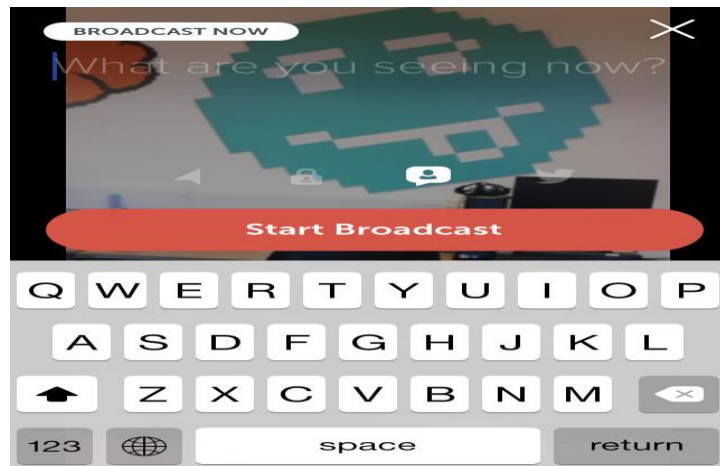 BROADCAST NOW
What are you seeing now?
Start Broadcast
Q W E R T Y U I O P
A S D F G H J K L
Z X C V B N M
123 space return